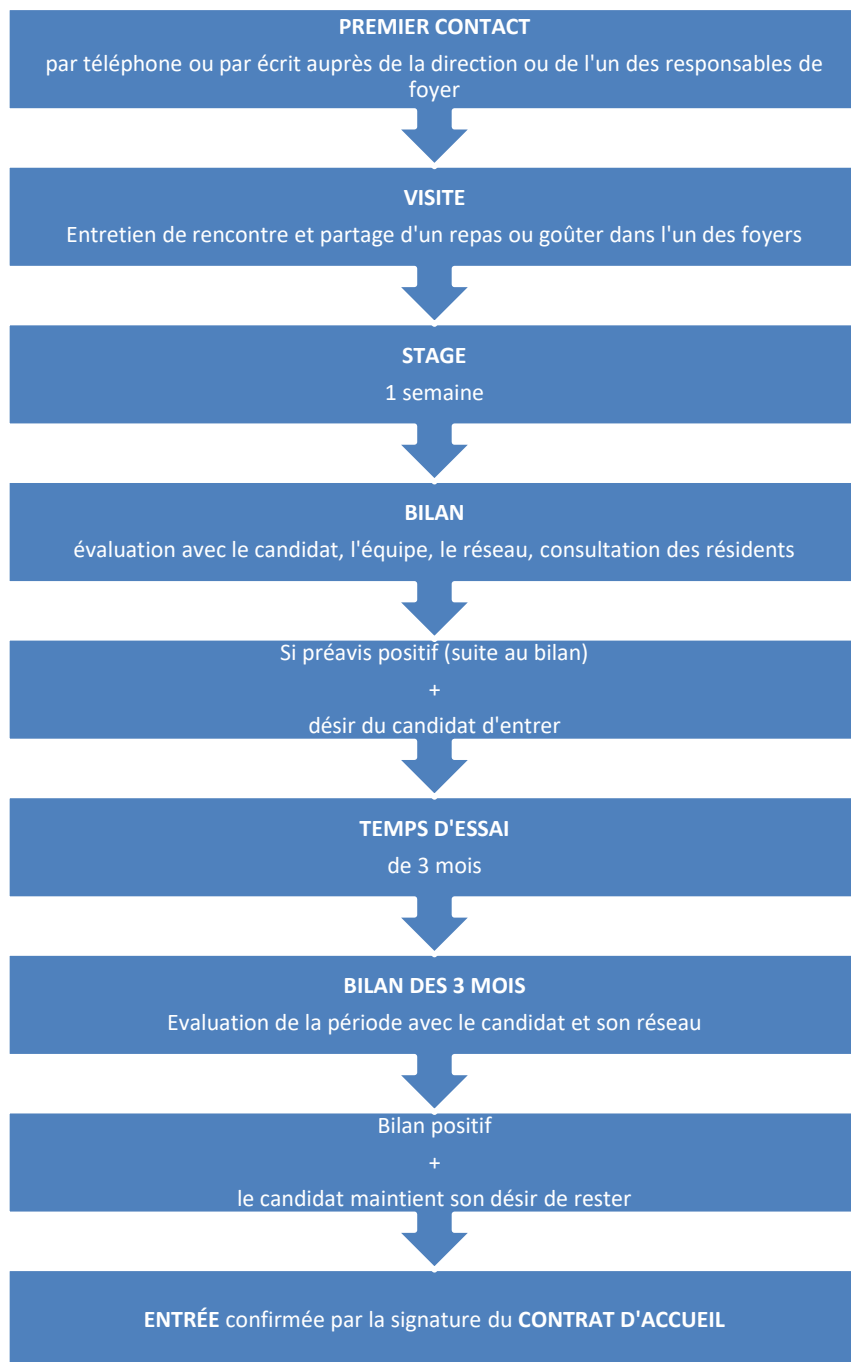 PREMIER CONTACT
par téléphone ou par écrit auprès de la direction ou de l'un des responsables de
foyer
VISITE
Entretien de rencontre et partage d'un repas ou goûter dans l'un des foyers
STAGE
1 semaine
BILAN
évaluation avec le candidat, l'équipe, le réseau, consultation des résidents
Si préavis positif (suite au bilan)
+
désir du candidat d'entrer
TEMPS D'ESSAI
de 3 mois
BILAN DES 3 MOIS
Evaluation de la période avec le candidat et son réseau
Bilan positif
+
le candidat maintient son désir de rester
ENTRÉE confirmée par la signature du CONTRAT D'ACCUEIL